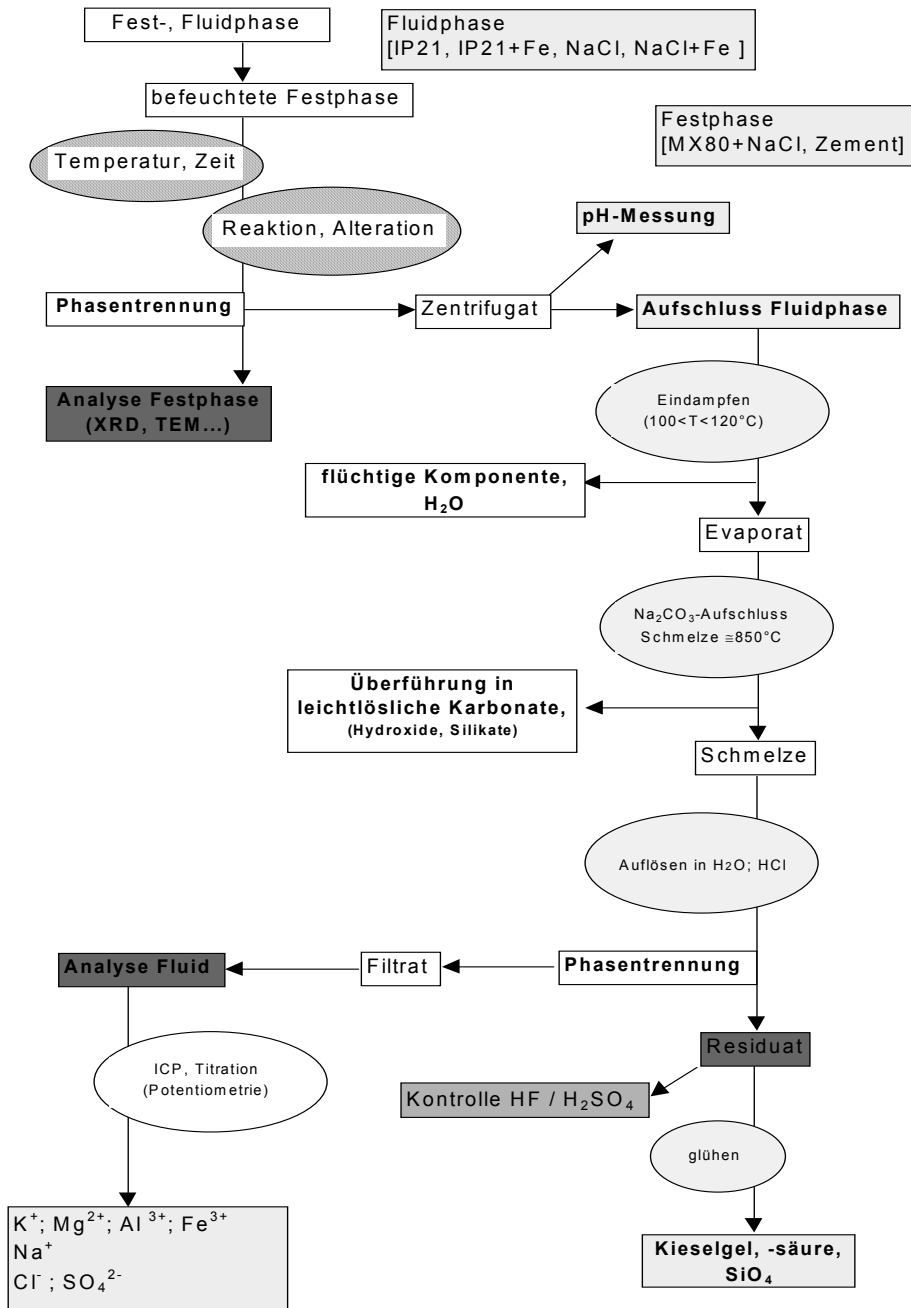 Fest-, Fluidphase
Fluidphase
[IP21, IP21+Fe, NaCl, NaCl+Fe ]
befeuchtete Festphase
Festphase
[MX80+NaCl, Zement]
Temperatur, Zeit
Reaktion, Alteration
pH-Messung
Phasentrennung
Zentrifugat
Aufschluss Fluidphase
Analyse Festphase
(XRD, TEM...)
Eindampfen
(100<T<120°C)
flüchtige Komponente,
H₂O
Evaporat
Na₂CO₃-Aufschluss
Schmelze ≅850°C
Überführung in
leichtlösliche Karbonate,
(Hydroxide, Silikate)
Schmelze
Auflösen in H2O; HCl
Analyse Fluid
Filtrat
Phasentrennung
Residuat
ICP, Titration
(Potentiometrie)
Kontrolle HF / H₂SO₄
glühen
K⁺; Mg²⁺; Al ³⁺; Fe³⁺
Na⁺
Cl⁻ ; SO₄²⁻
Kieselgel, -säure,
SiO₄